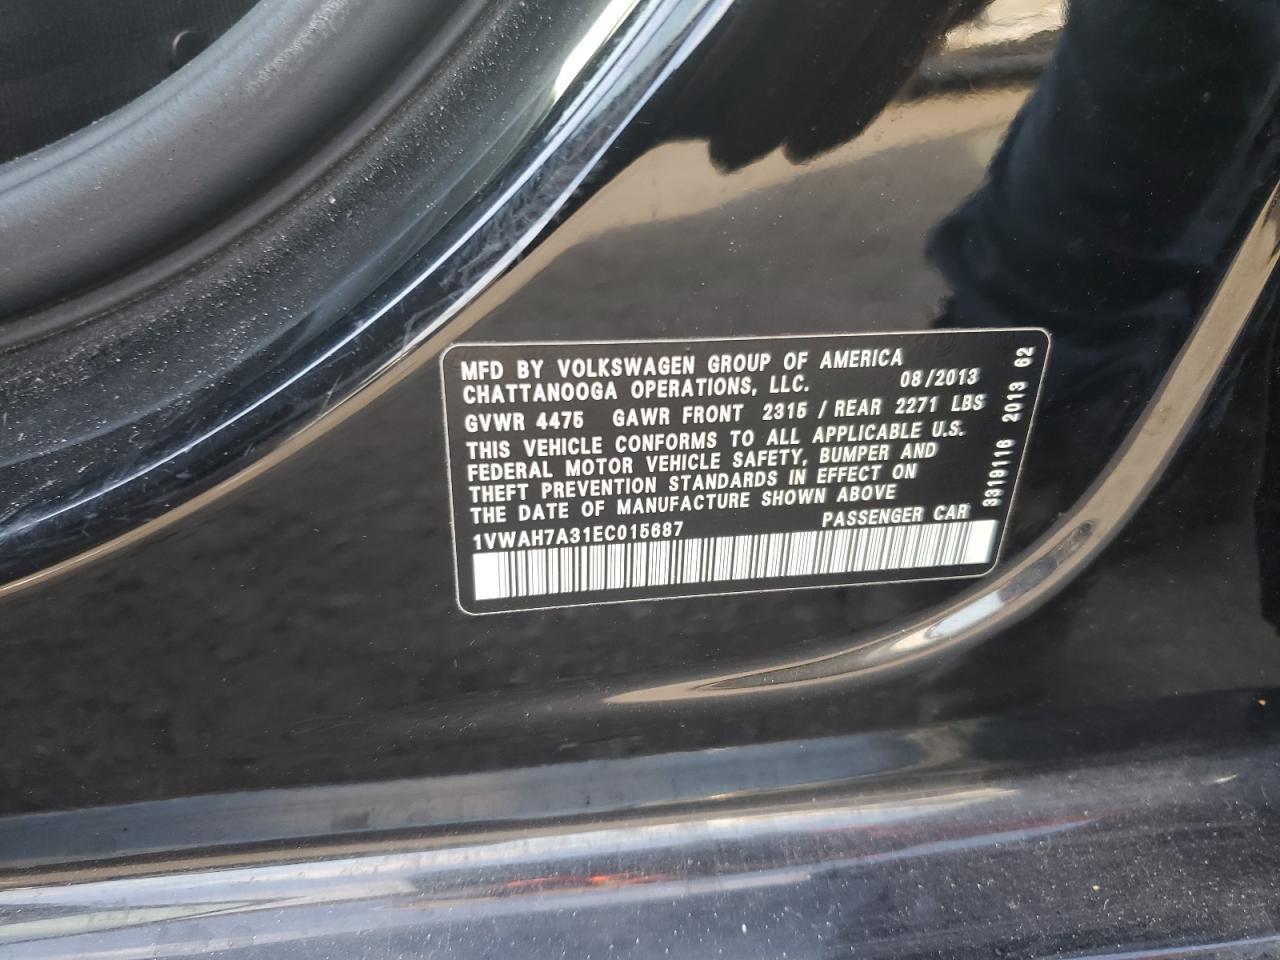 MFD BY VOLKSWAGEN GROUP OF AMERICA
CHATTANOOGA OPERATIONS, LLC. 08/2013
GVWR 4475 GAWR FRONT 2315 / REAR 2271 LBS
THIS VEHICLE CONFORMS TO ALL APPLICABLE U.S.
FEDERAL MOTOR VEHICLE SAFETY, BUMPER AND
THEFT PREVENTION STANDARDS IN EFFECT ON
THE DATE OF MANUFACTURE SHOWN ABOVE
1VWAH7A31EC015687 PASSENGER CAR
3319116 2013 62